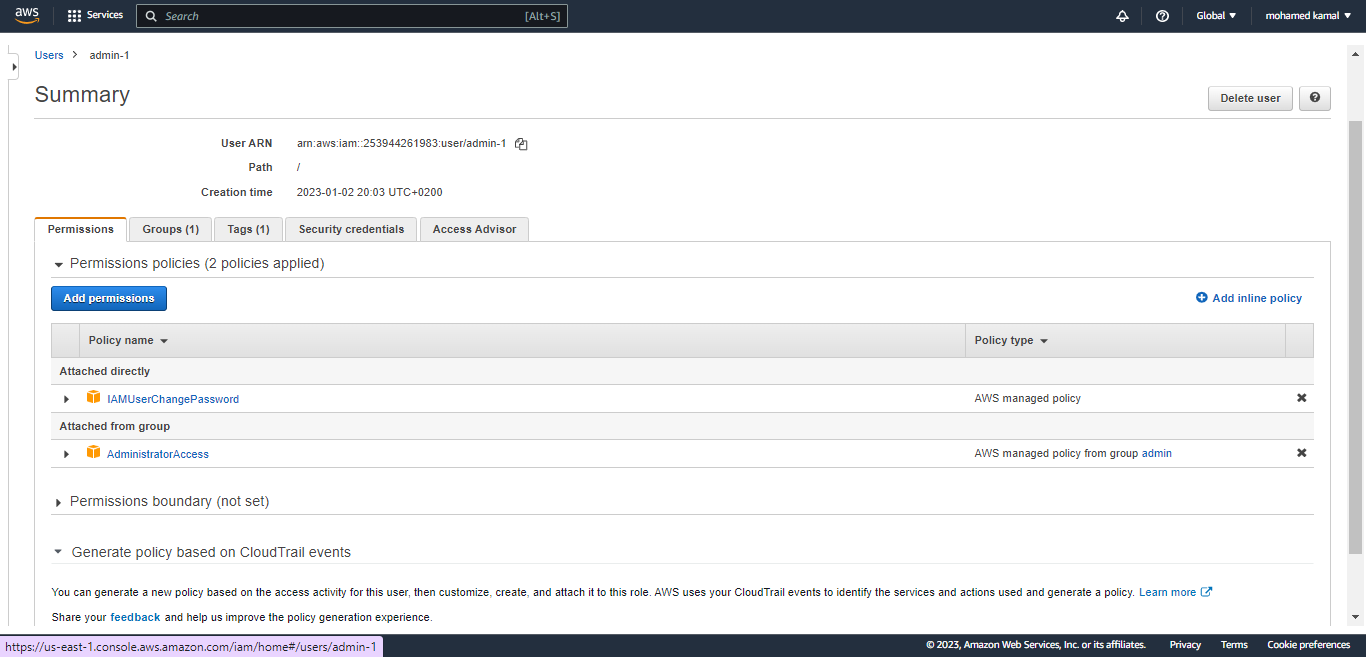 aws Services Search [Alt+S] Global mohamed kamal
Users > admin-1
Summary
Delete user
User ARN arn:aws:iam::253944261983:user/admin-1
Path /
Creation time 2023-01-02 20:03 UTC+0200
Permissions Groups (1) Tags (1) Security credentials Access Advisor
Permissions policies (2 policies applied)
Add permissions Add inline policy
Policy name Policy type
Attached directly
IAMUserChangePassword AWS managed policy
Attached from group
AdministratorAccess AWS managed policy from group admin
Permissions boundary (not set)
Generate policy based on CloudTrail events
You can generate a new policy based on the access activity for this user, then customize, create, and attach it to this role. AWS uses your CloudTrail events to identify the services and actions used and generate a policy. Learn more
Share your feedback and help us improve the policy generation experience.
https://us-east-1.console.aws.amazon.com/iam/home#/users/admin-1 © 2023, Amazon Web Services, Inc. or its affiliates. Privacy Terms Cookie preferences